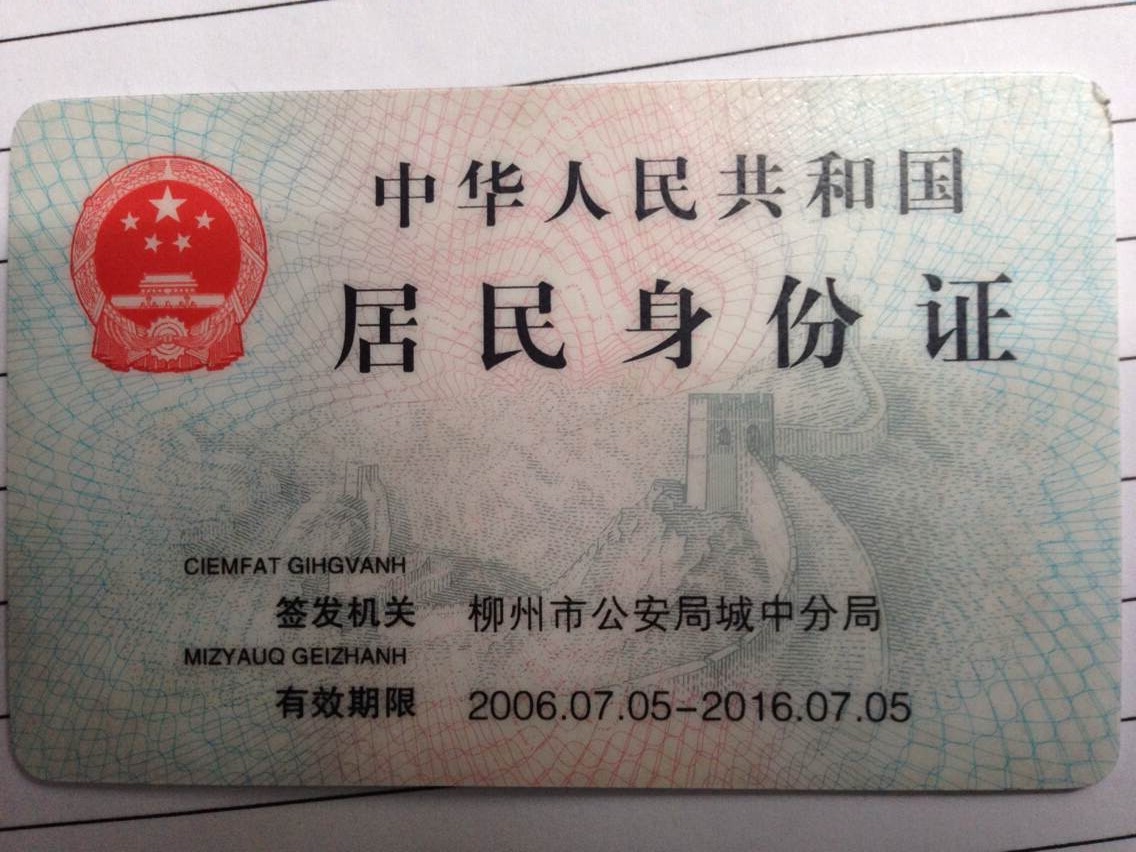 中华人民共和国
居民身份证
CIEMFAT GIHGVANH
签发机关 柳州市公安局城中分局
MIZYAUQ GEIZHANH
有效期限 2006.07.05-2016.07.05